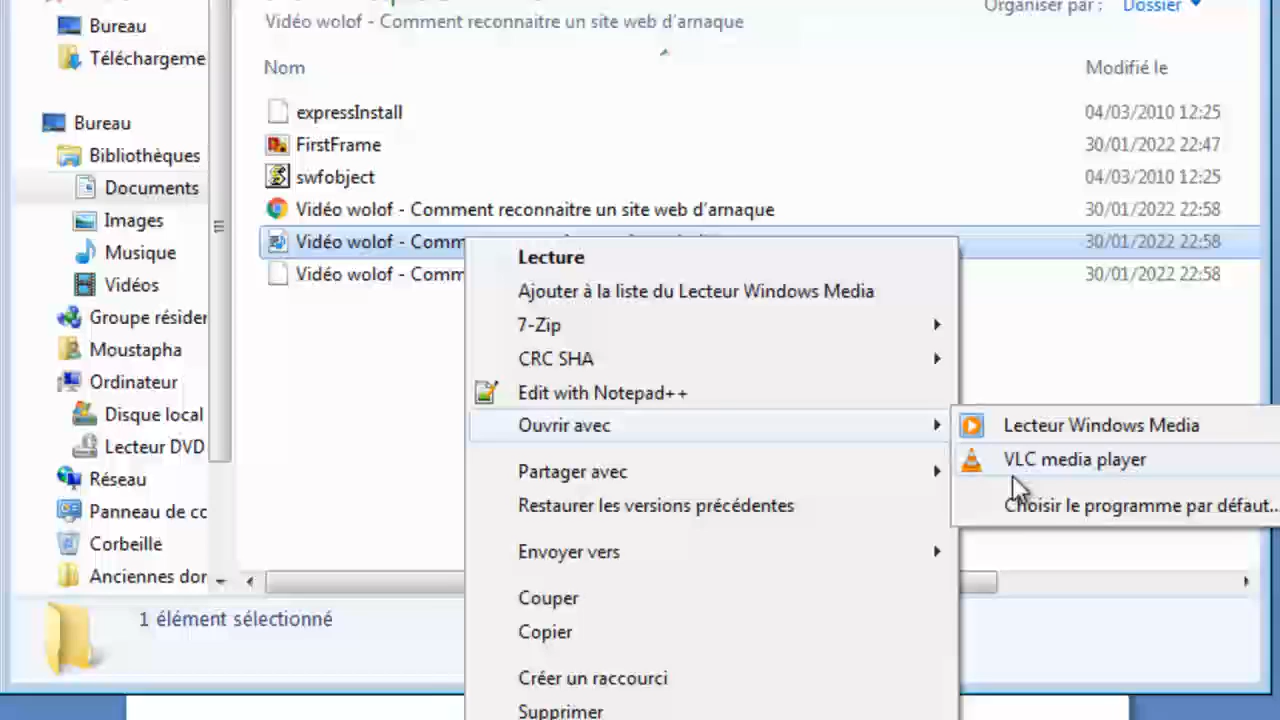 Organiser par : Dossier
Vidéo wolof - Comment reconnaitre un site web d'arnaque
Nom
Modifié le
expressInstall
04/03/2010 12:25
FirstFrame
30/01/2022 22:47
swfobject
04/03/2010 12:25
Vidéo wolof - Comment reconnaitre un site web d'arnaque
30/01/2022 22:58
Vidéo wolof - Comm
30/01/2022 22:58
Vidéo wolof - Comm
30/01/2022 22:58
Bureau
Téléchargeme
Bureau
Bibliothèques
Documents
Images
Musique
Vidéos
Groupe résider
Moustapha
Ordinateur
Disque local
Lecteur DVD
Réseau
Panneau de cc
Corbeille
Anciennes dor
1 élément sélectionné
Lecture
Ajouter à la liste du Lecteur Windows Media
7-Zip
CRC SHA
Edit with Notepad++
Ouvrir avec
Partager avec
Restaurer les versions précédentes
Envoyer vers
Couper
Copier
Créer un raccourci
Supprimer
Lecteur Windows Media
VLC media player
Choisir le programme par défaut...